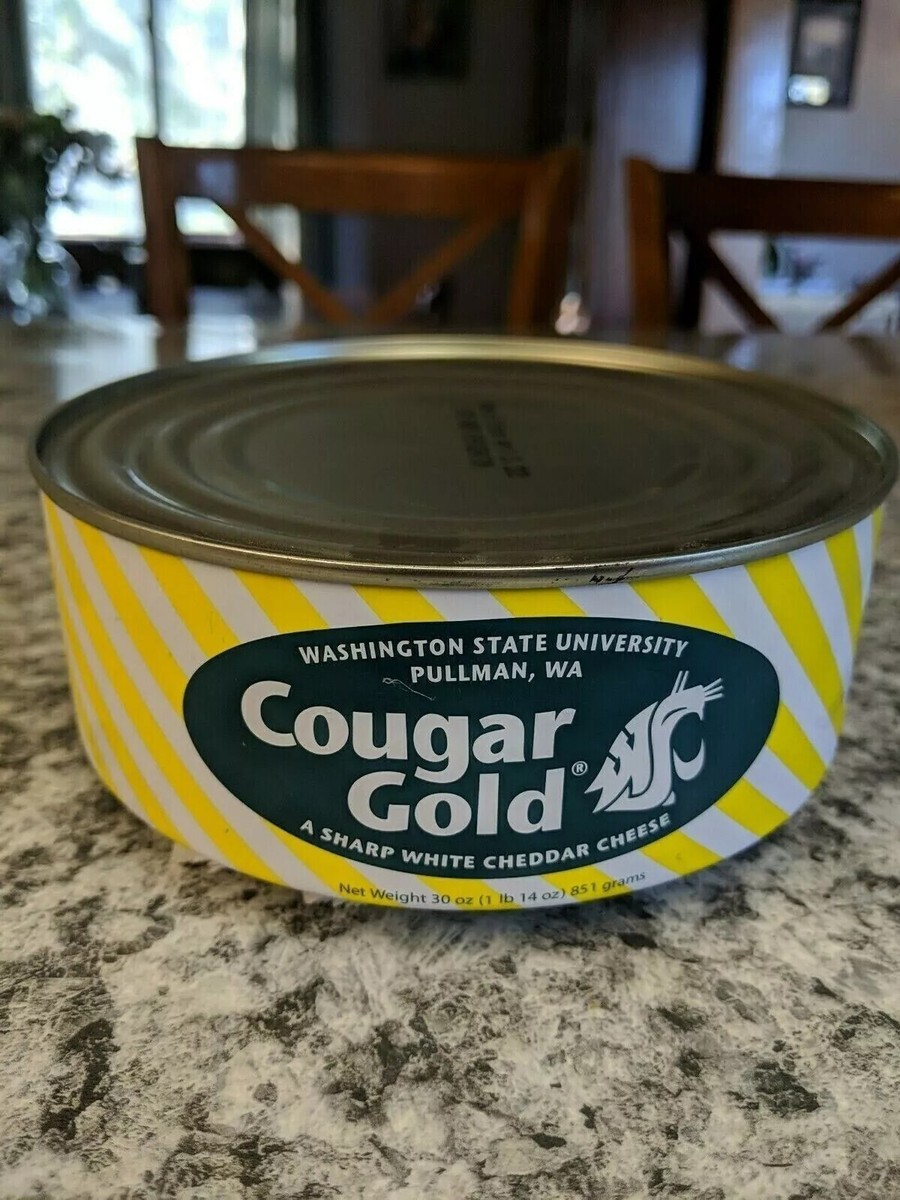 WASHINGTON STATE UNIVERSITY
PULLMAN, WA
Cougar
Gold®
A SHARP WHITE CHEDDAR CHEESE
Net Weight 30 oz (1 lb 14 oz) 851 grams